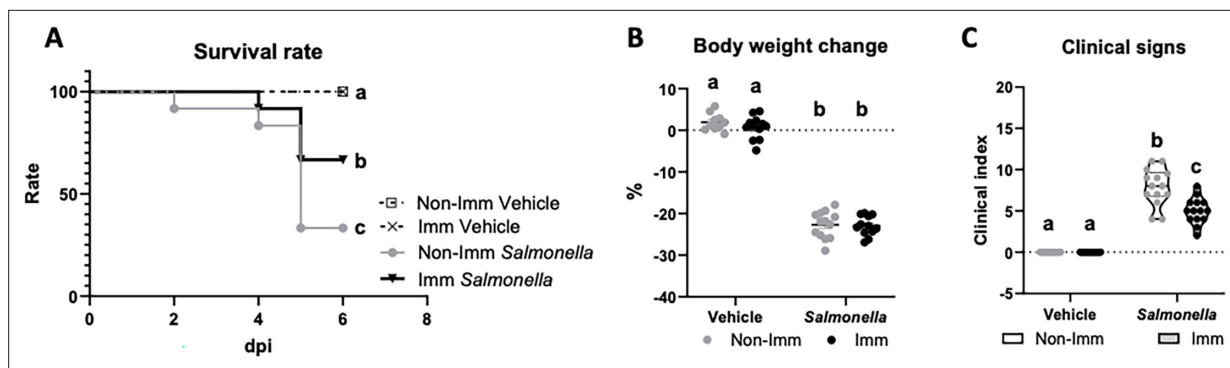 A
Survival rate
100
50
0
Rate
0 2 4 6 8
dpi
a
b
c
Non-Imm Vehicle
Imm Vehicle
Non-Imm Salmonella
Imm Salmonella
B
Body weight change
10
0
-10
-20
-30
-40
%
a a b b
Vehicle Salmonella
Non-Imm Imm
C
Clinical signs
20
15
10
5
0
-5
Clinical index
a a b c
Vehicle Salmonella
Non-Imm Imm